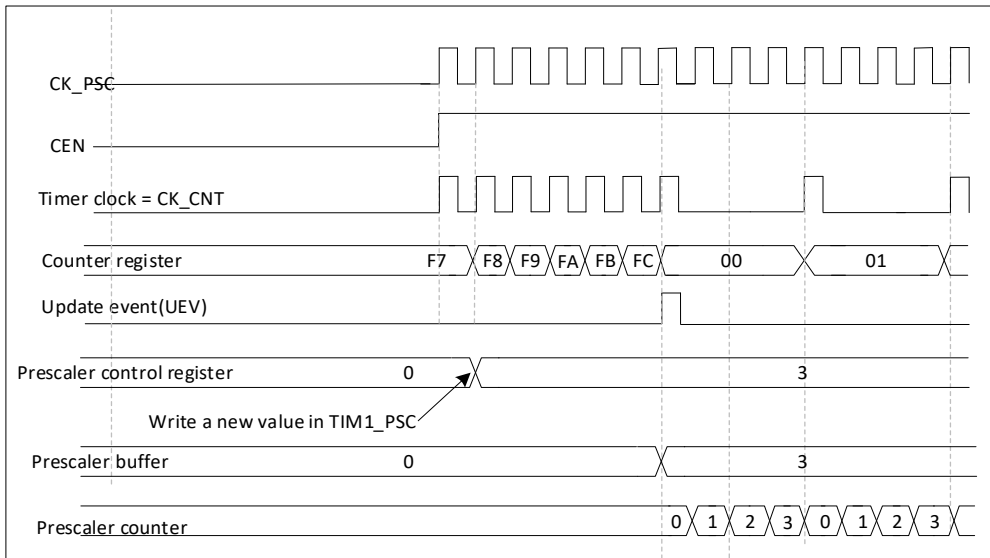 CK_PSC
CEN
Timer clock = CK_CNT
Counter register F7 F8 F9 FA FB FC 00 01
Update event(UEV)
Prescaler control register 0 3
Write a new value in TIM1_PSC
Prescaler buffer 0 3
Prescaler counter 0 1 2 3 0 1 2 3